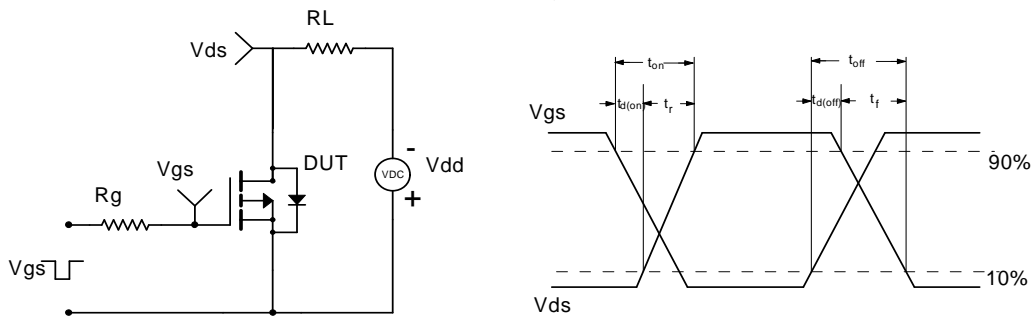 RL
Vds
Vgs
DUT
Rg
Vgs
-
VDC
Vdd
+
ton
toff
td(on)
tr
td(off)
tf
Vgs
90%
10%
Vds